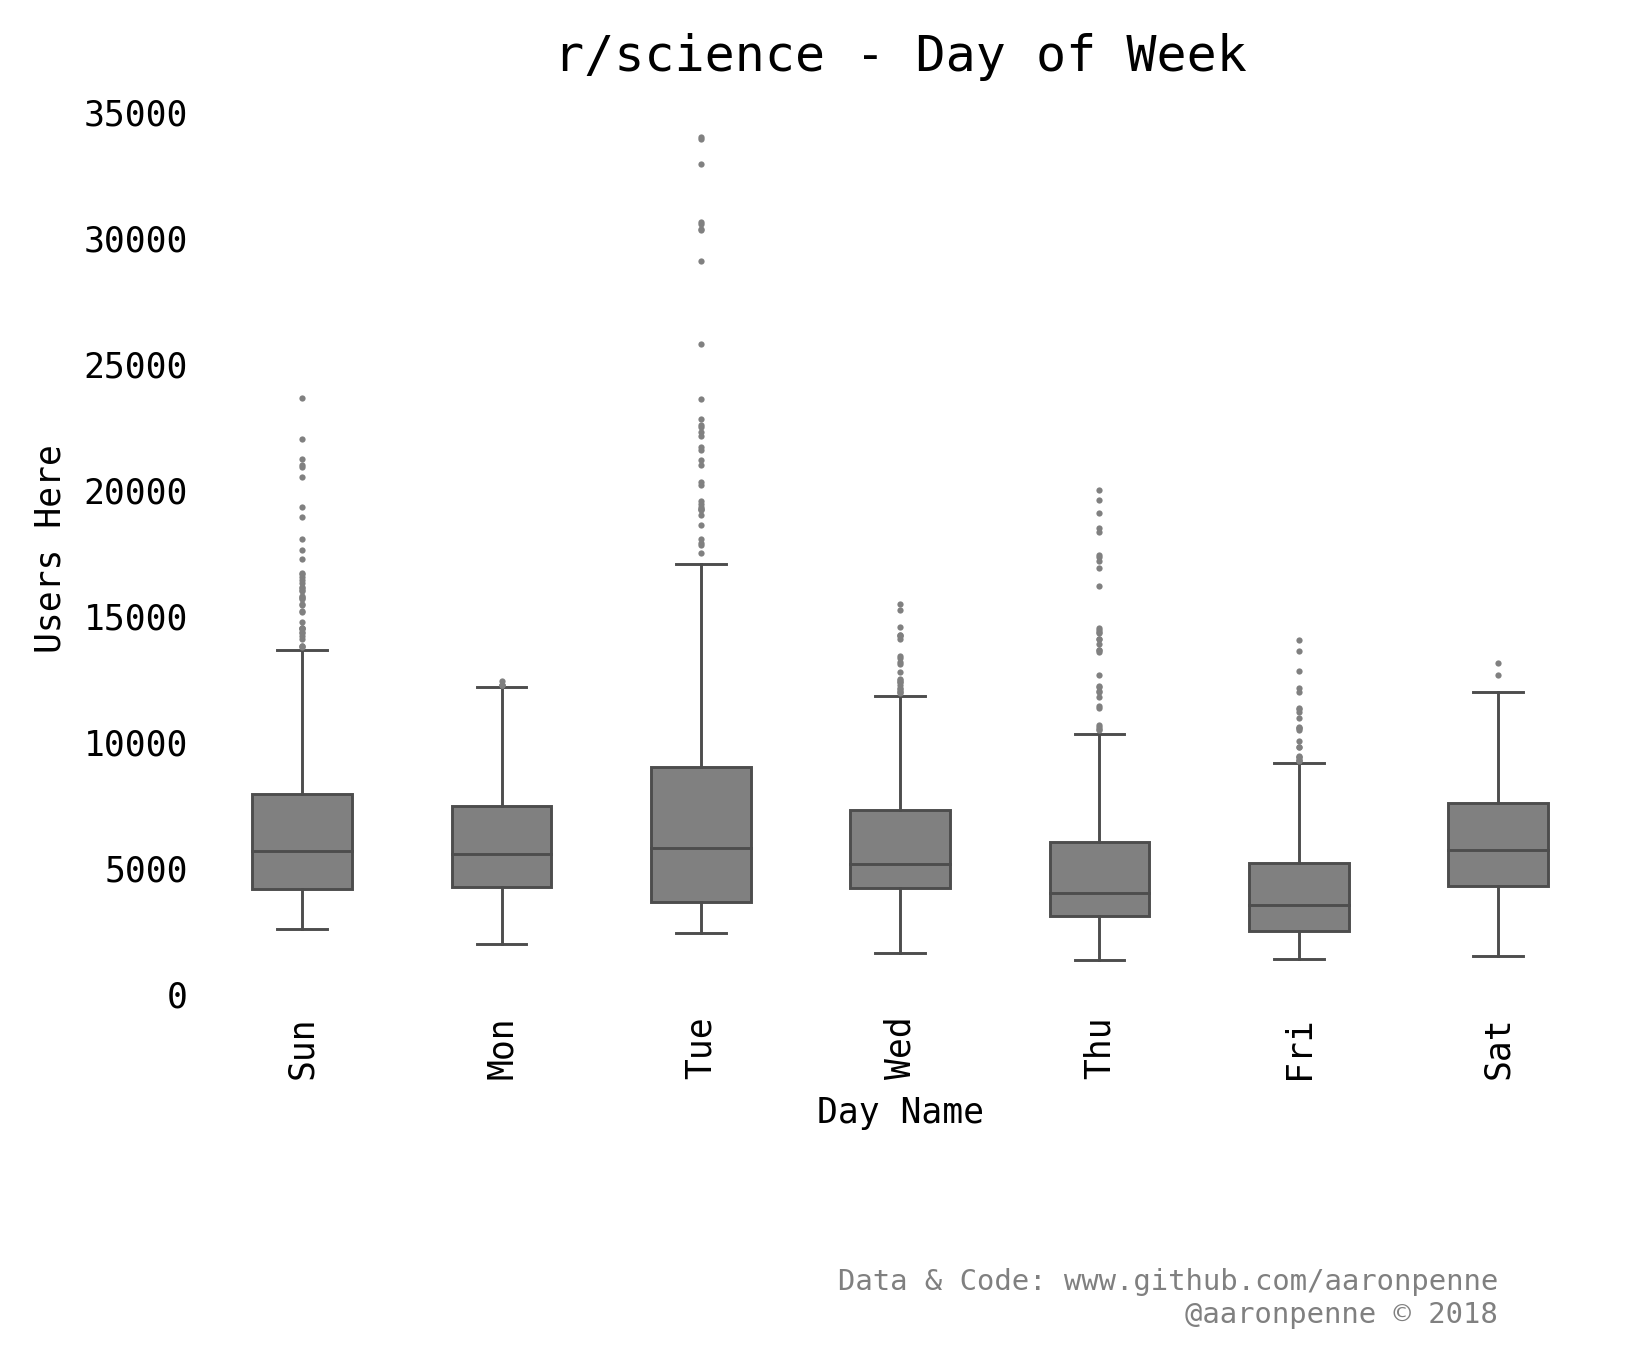 r/science - Day of Week
35000
30000
25000
20000
15000
10000
5000
0
Users Here
Sun
Mon
Tue
Wed
Thu
Fri
Sat
Day Name
Data & Code: www.github.com/aaronpenne
@aaronpenne © 2018